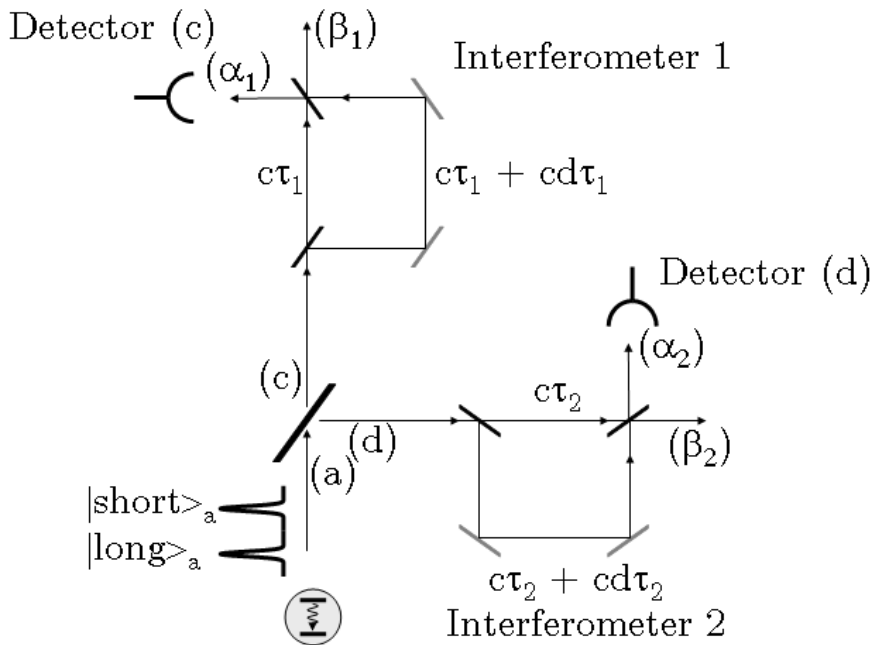 Detector (c)
(β₁)
(α₁)
Interferometer 1
cτ₁
cτ₁ + cdτ₁
Detector (d)
(α₂)
(c)
cτ₂
(d)
(β₂)
(a)
|short>ₐ
|long>ₐ
cτ₂ + cdτ₂
Interferometer 2